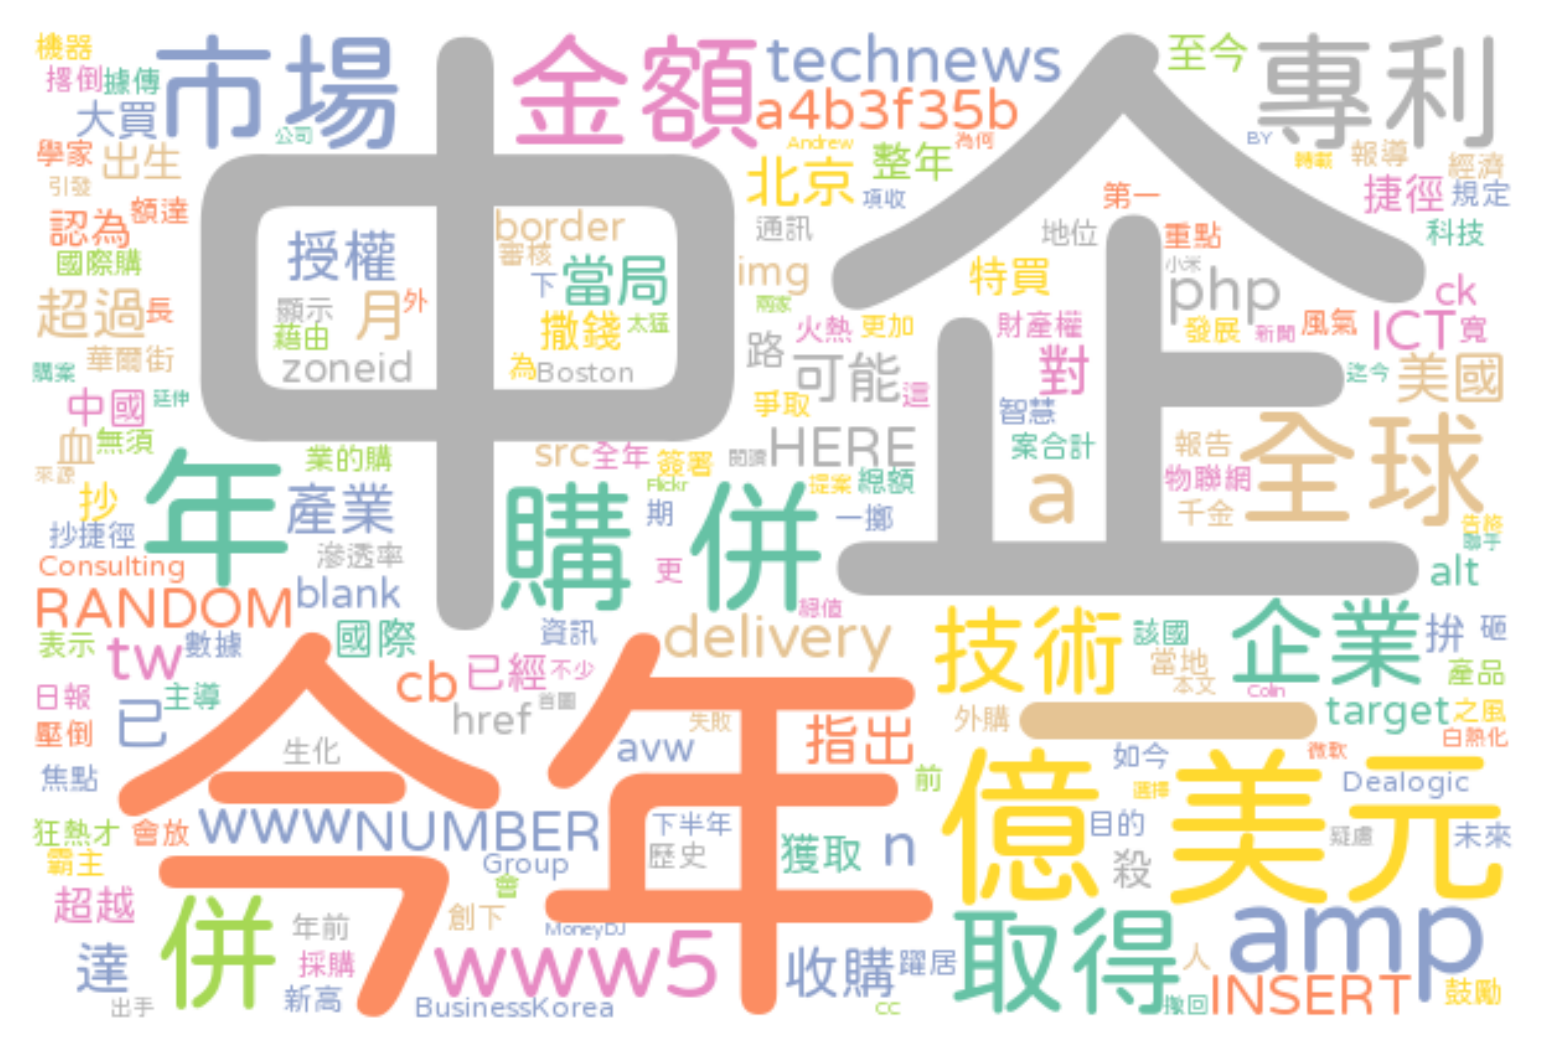 中企
今年
市場
金額
technews
a4b3f35b
至今
專利
機器
撂倒
據傳
大買
公司
學家
出生
引發
認為
額達
國際購
超過
長
華爾街
購案
中國
延伸
血
無須
來源
抄
抄捷徑
Consulting
RANDOM
blank
年
產業
業的購
滲透率
授權
顯示
月
外
藉由
zoneid
border
審核
下
當局
撒錢
太猛
為
Boston
Andrew
為何
北京
整年
項收
通訊
img
兩家
火熱
更加
路
可能
這
爭取
HERE
閱讀
src
全年
簽署
Flickr
提案
總額
購併
期
一擲
更
總值
BY
轉載
報導
經濟
捷徑
規定
第一
地位
重點
科技
特買
小米
php
ck
財產權
發展
新聞
風氣
ICT
寬
對
迄今
美國
智慧
案合計
報告
全球
a
物聯網
千金
聯手
alt
表示
tw
數據
國際
資訊
delivery
技術
該國
企業
拚
砸
當地
本文
Colin
產品
日報
主導
已
cb
已經
不少
壓倒
href
首圖
失敗
指出
外購
一
target
之風
白熱化
焦點
生化
avw
前
如今
微軟
選擇
Dealogic
狂熱才
會放
www
NUMBER
下半年
歷史
獲取
n
億美元
目的
疑慮
未來
霸主
Group
曾
殺
超越
併
年前
創下
MoneyDJ
取得
amp
達
採購
www5
收購
躍居
人
INSERT
鼓勵
出手
新高
BusinessKorea
cc
撤回